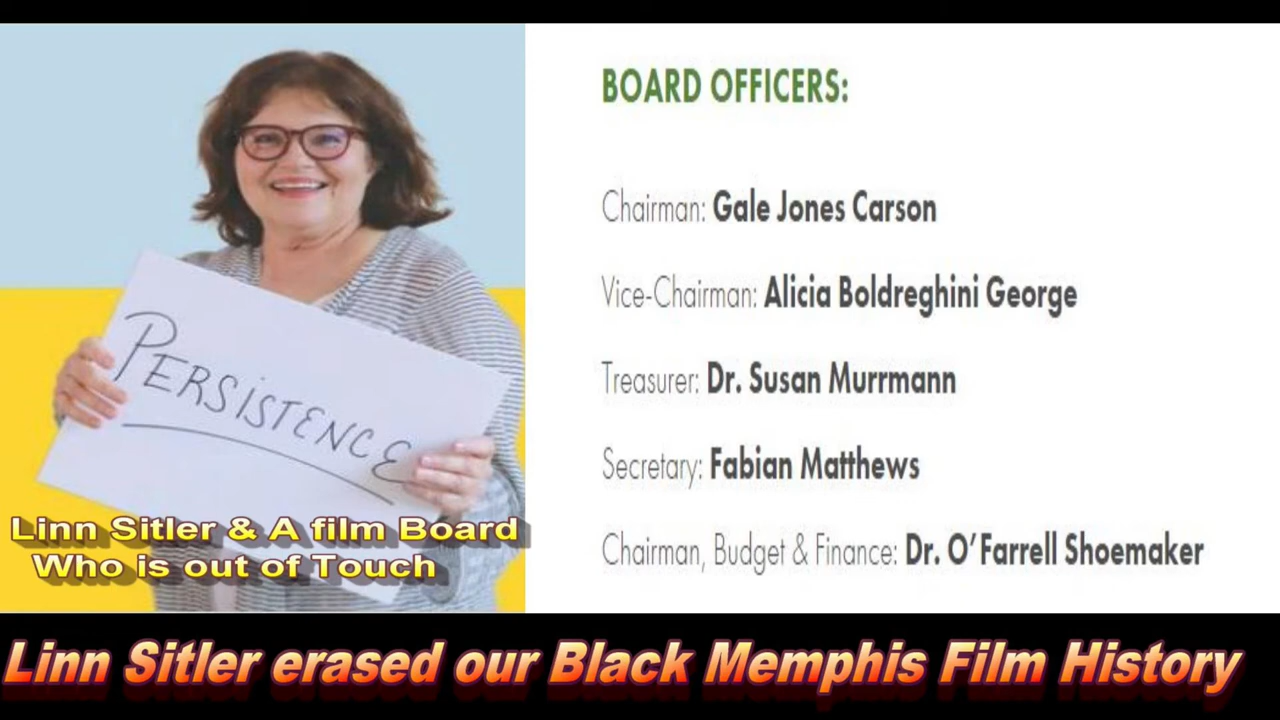 BOARD OFFICERS:
Chairman: Gale Jones Carson
Vice-Chairman: Alicia Boldreghini George
Treasurer: Dr. Susan Murrmann
Secretary: Fabian Matthews
Chairman, Budget & Finance: Dr. O'Farrell Shoemaker
PERSISTENCE
Linn Sitler & A film Board
Who is out of Touch
Linn Sitler erased our Black Memphis Film History